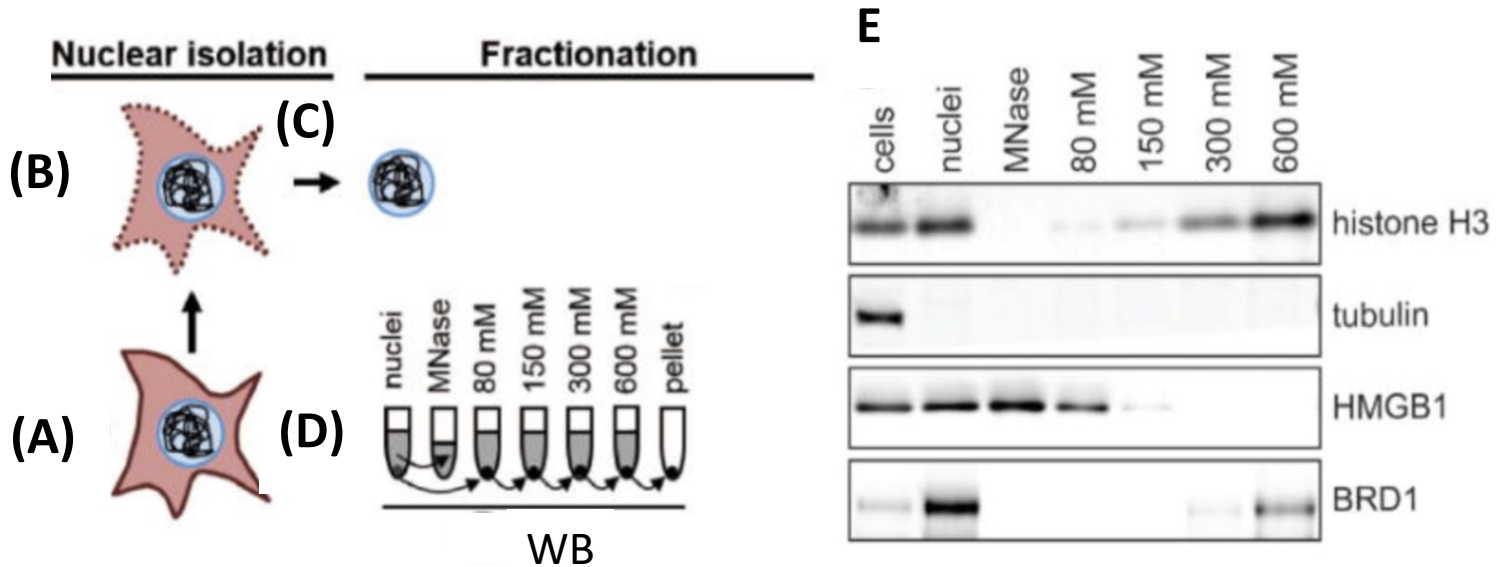 Nuclear isolation
Fractionation
(B)
(C)
(A)
(D)
nuclei
MNase
80 mM
150 mM
300 mM
600 mM
pellet
WB
E
cells
nuclei
MNase
80 mM
150 mM
300 mM
600 mM
histone H3
tubulin
HMGB1
BRD1